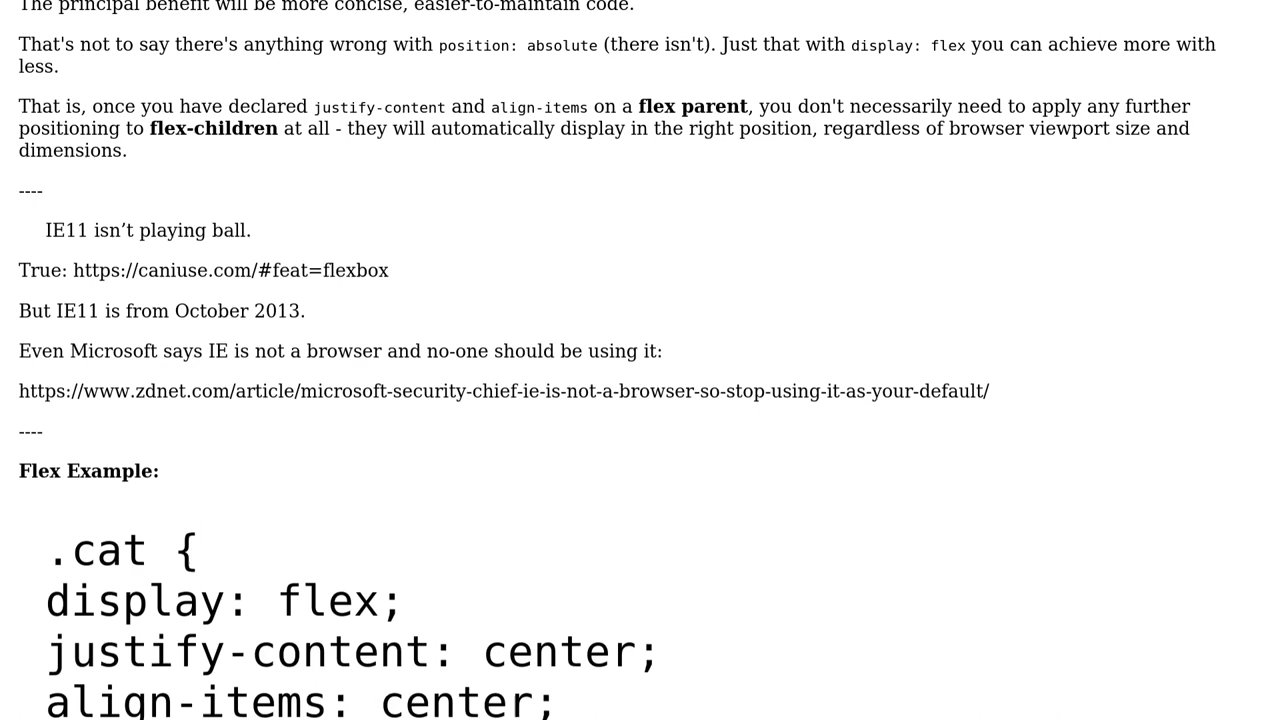 The principal benefit will be more concise, easier-to-maintain code.
That's not to say there's anything wrong with position: absolute (there isn't). Just that with display: flex you can achieve more with
less.
That is, once you have declared justify-content and align-items on a flex parent, you don't necessarily need to apply any further
positioning to flex-children at all - they will automatically display in the right position, regardless of browser viewport size and
dimensions.
----
IE11 isn’t playing ball.
True: https://caniuse.com/#feat=flexbox
But IE11 is from October 2013.
Even Microsoft says IE is not a browser and no-one should be using it:
https://www.zdnet.com/article/microsoft-security-chief-ie-is-not-a-browser-so-stop-using-it-as-your-default/
----
Flex Example:
.cat {
display: flex;
justify-content: center;
align-items: center;